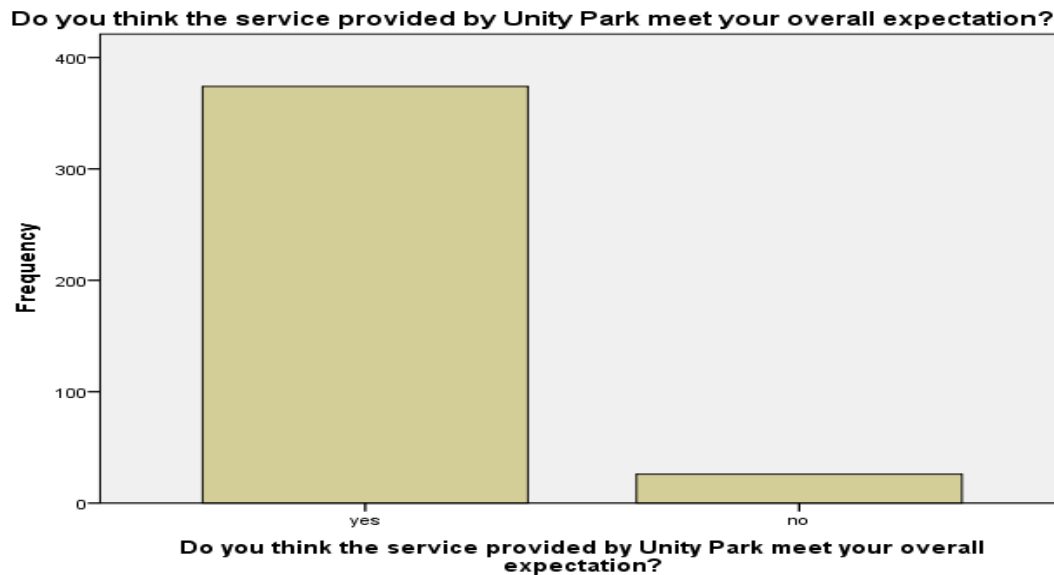 Do you think the service provided by Unity Park meet your overall expectation?
400
300
200
100
0
Frequency
yes
no
Do you think the service provided by Unity Park meet your overall
expectation?